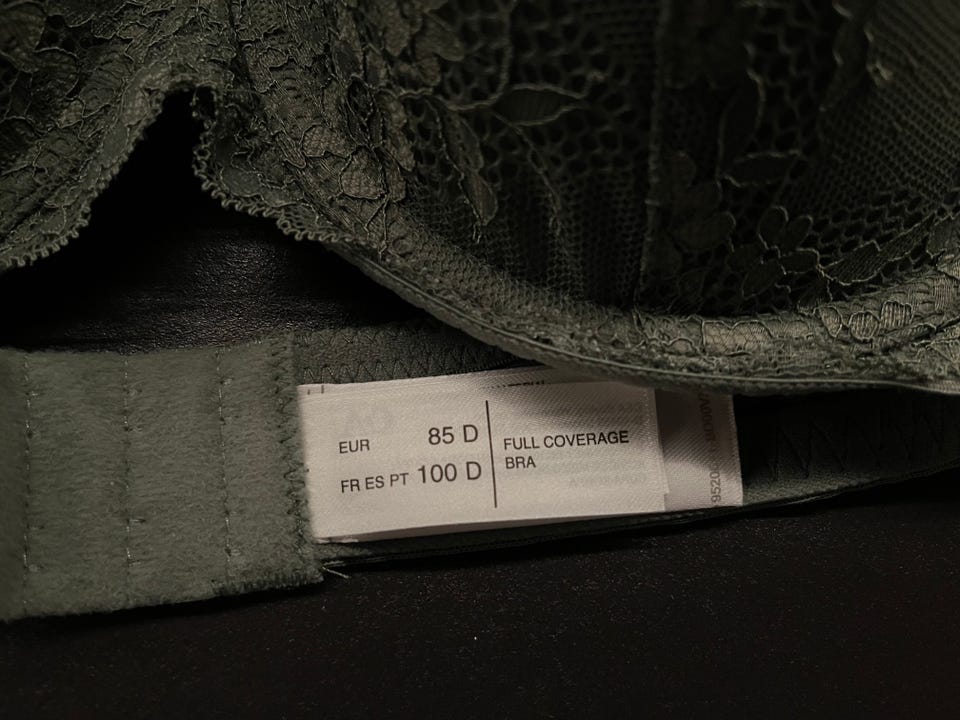 EUR 85 D
FR ES PT 100 D
FULL COVERAGE
BRA